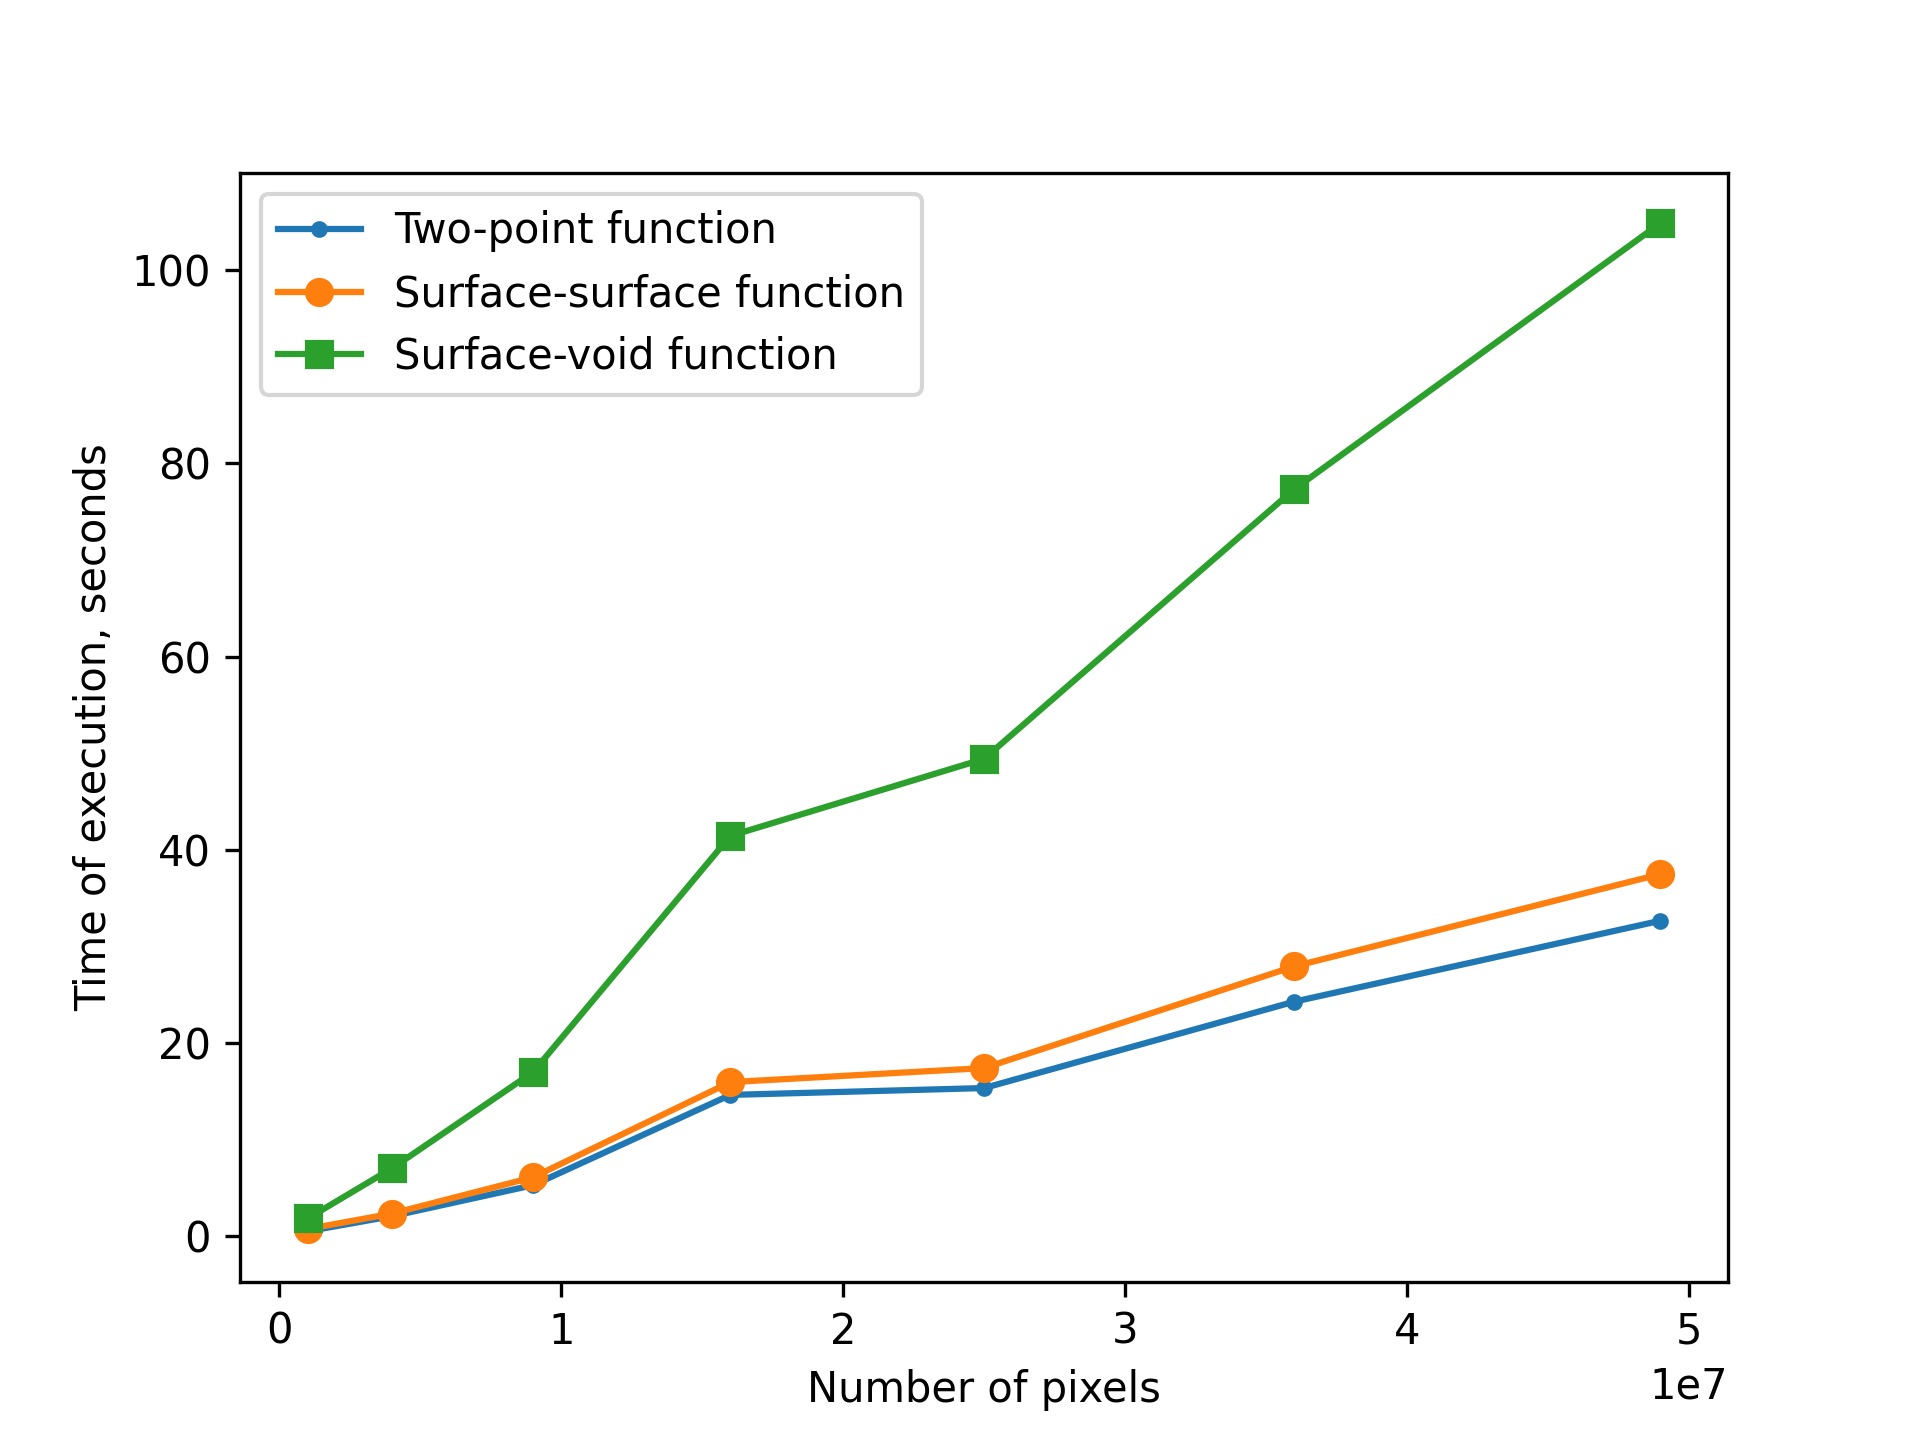 Two-point function
Surface-surface function
Surface-void function
100
80
60
40
20
0
Time of execution, seconds
0 1 2 3 4 5
1e7
Number of pixels